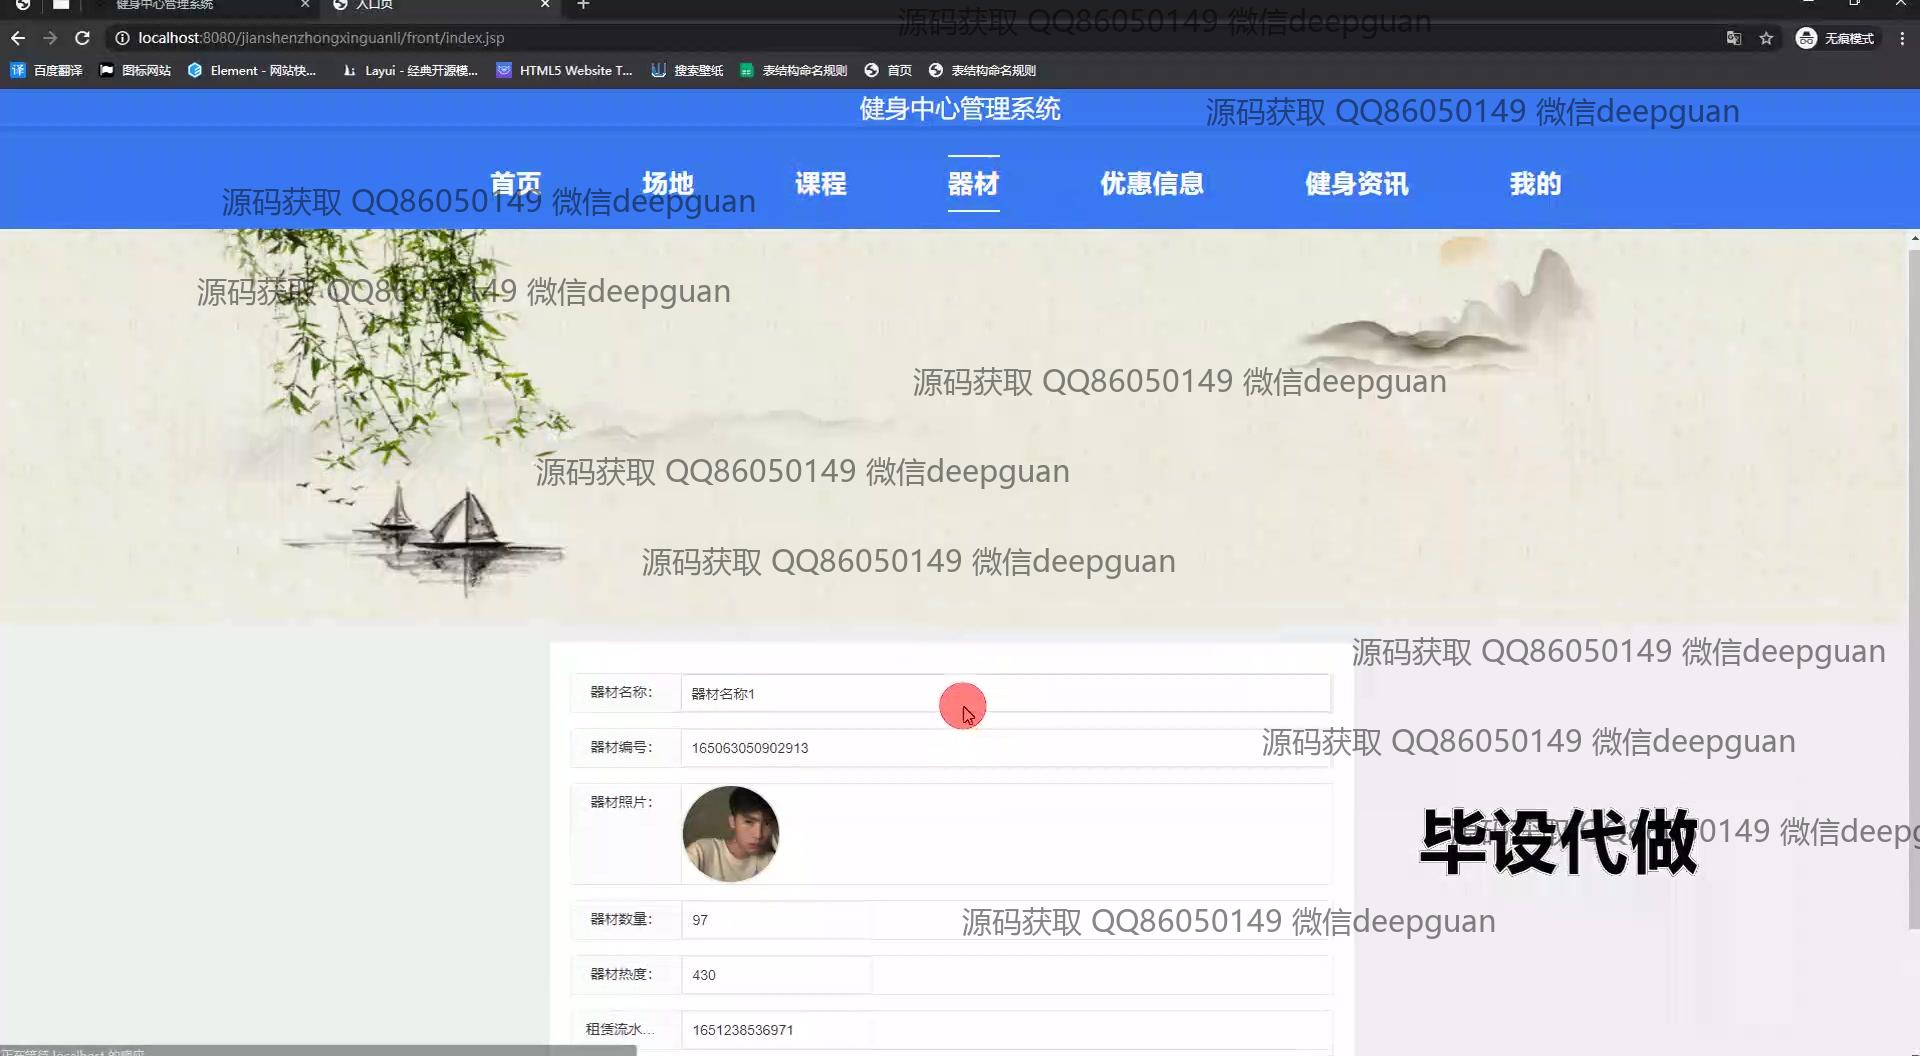 健身中心管理系统
入口页
源码获取 QQ86050149 微信deepguan
localhost:8080/jianshenzhongxinguanli/front/index.jsp
无痕模式
百度翻译
图标网站
Element - 网站快...
Layui - 经典开源模...
HTML5 Website T...
搜索壁纸
表结构命名规则
首页
表结构命名规则
健身中心管理系统
源码获取 QQ86050149 微信deepguan
首页 场地 课程 器材 优惠信息 健身资讯 我的
源码获取 QQ86050149 微信deepguan
源码获取 QQ86050149 微信deepguan
源码获取 QQ86050149 微信deepguan
源码获取 QQ86050149 微信deepguan
源码获取 QQ86050149 微信deepguan
源码获取 QQ86050149 微信deepguan
器材名称： 器材名称1
器材编号： 165063050902913
源码获取 QQ86050149 微信deepguan
器材照片：
毕设代做
0149 微信deepg
器材数量： 97
源码获取 QQ86050149 微信deepguan
器材热度： 430
租赁流水... 1651238536971